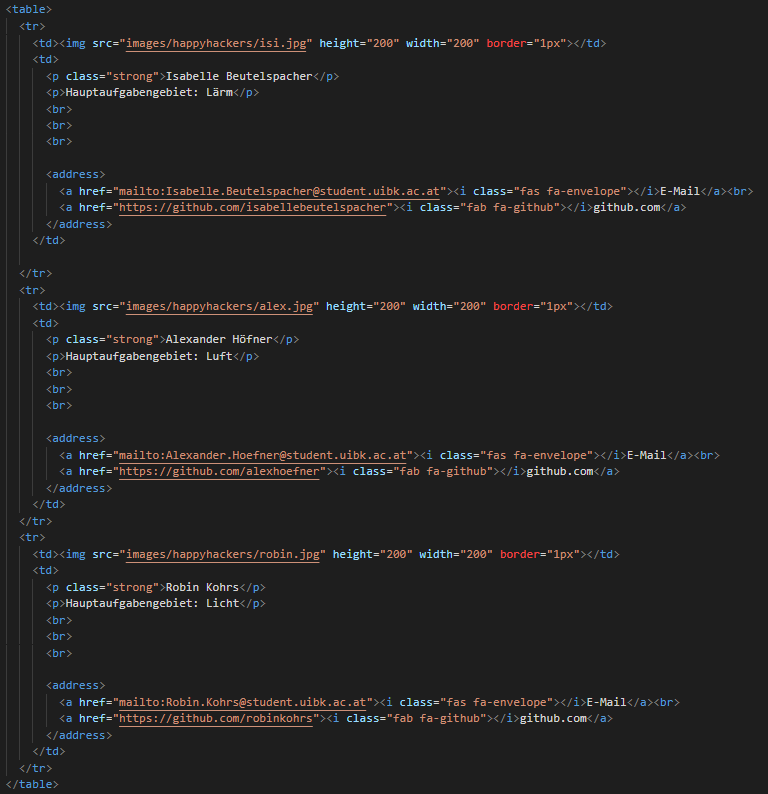 <table>
<tr>
<td><img src="images/happyhackers/isi.jpg" height="200" width="200" border="1px"></td>
<td>
<p class="strong">Isabelle Beutelspacher</p>
<p>Hauptaufgabengebiet: Lärm</p>
<br>
<br>
<br>
<address>
<a href="mailto:Isabelle.Beutelspacher@student.uibk.ac.at"><i class="fas fa-envelope"></i>E-Mail</a><br>
<a href="https://github.com/isabellebeutelspacher"><i class="fab fa-github"></i>github.com</a>
</address>
</td>
</tr>
<tr>
<td><img src="images/happyhackers/alex.jpg" height="200" width="200" border="1px"></td>
<td>
<p class="strong">Alexander Höfner</p>
<p>Hauptaufgabengebiet: Luft</p>
<br>
<br>
<br>
<address>
<a href="mailto:Alexander.Hoefner@student.uibk.ac.at"><i class="fas fa-envelope"></i>E-Mail</a><br>
<a href="https://github.com/alexhoefner"><i class="fab fa-github"></i>github.com</a>
</address>
</td>
</tr>
<tr>
<td><img src="images/happyhackers/robin.jpg" height="200" width="200" border="1px"></td>
<td>
<p class="strong">Robin Kohrs</p>
<p>Hauptaufgabengebiet: Licht</p>
<br>
<br>
<br>
<address>
<a href="mailto:Robin.Kohrs@student.uibk.ac.at"><i class="fas fa-envelope"></i>E-Mail</a><br>
<a href="https://github.com/robinkohrs"><i class="fab fa-github"></i>github.com</a>
</address>
</td>
</tr>
</table>